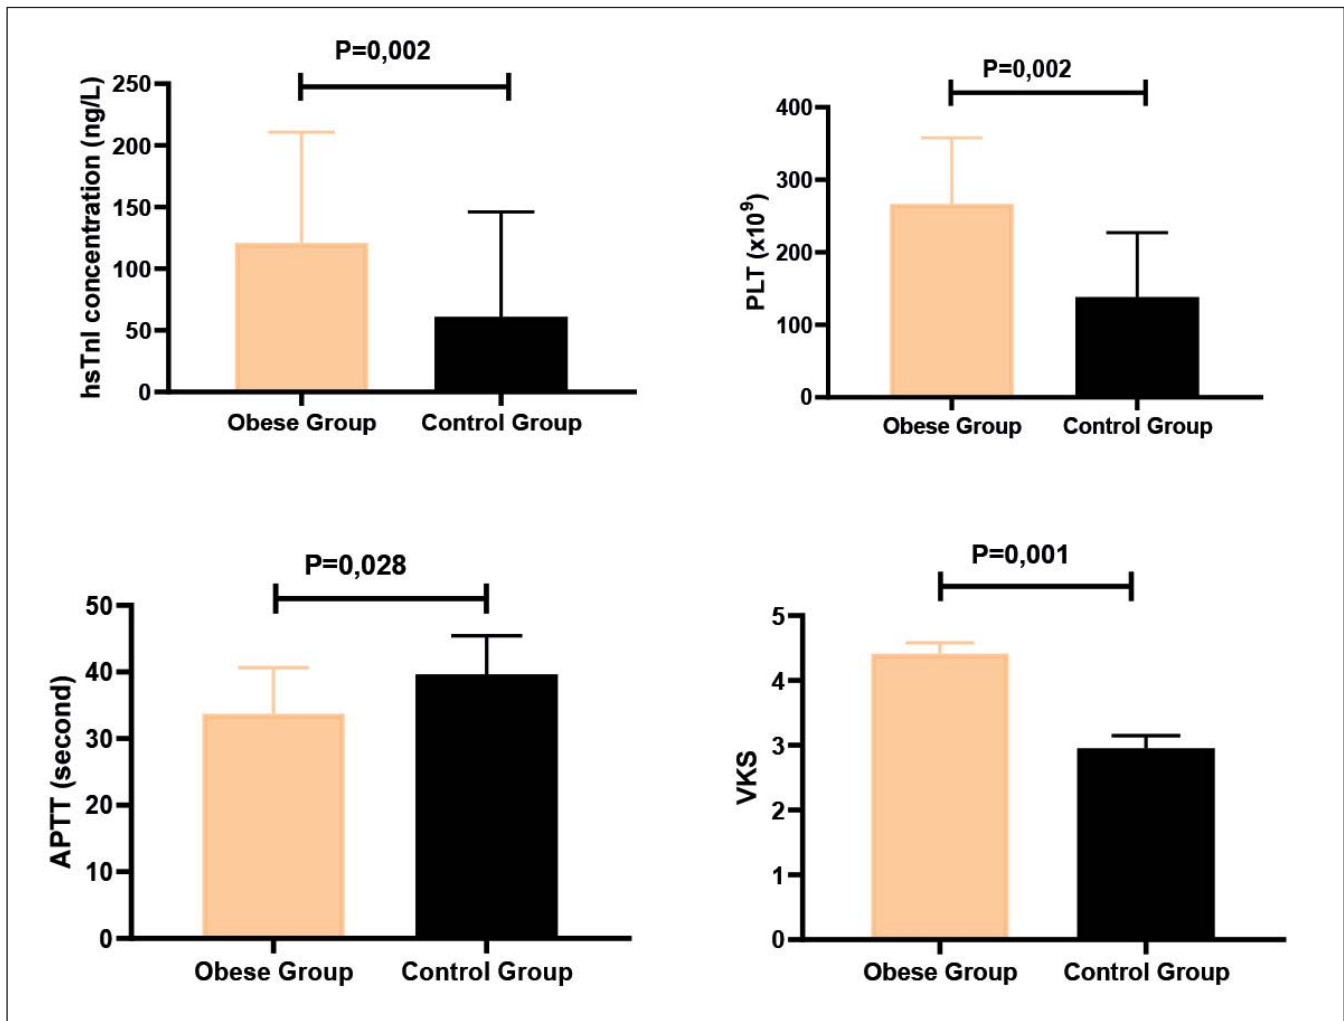 P=0,002
hsTnI concentration (ng/L)
250
200
150
100
50
0
Obese Group Control Group
P=0,002
PLT (x10⁹)
400
300
200
100
0
Obese Group Control Group
P=0,028
APTT (second)
50
40
30
20
10
0
Obese Group Control Group
P=0,001
VKS
5
4
3
2
1
0
Obese Group Control Group